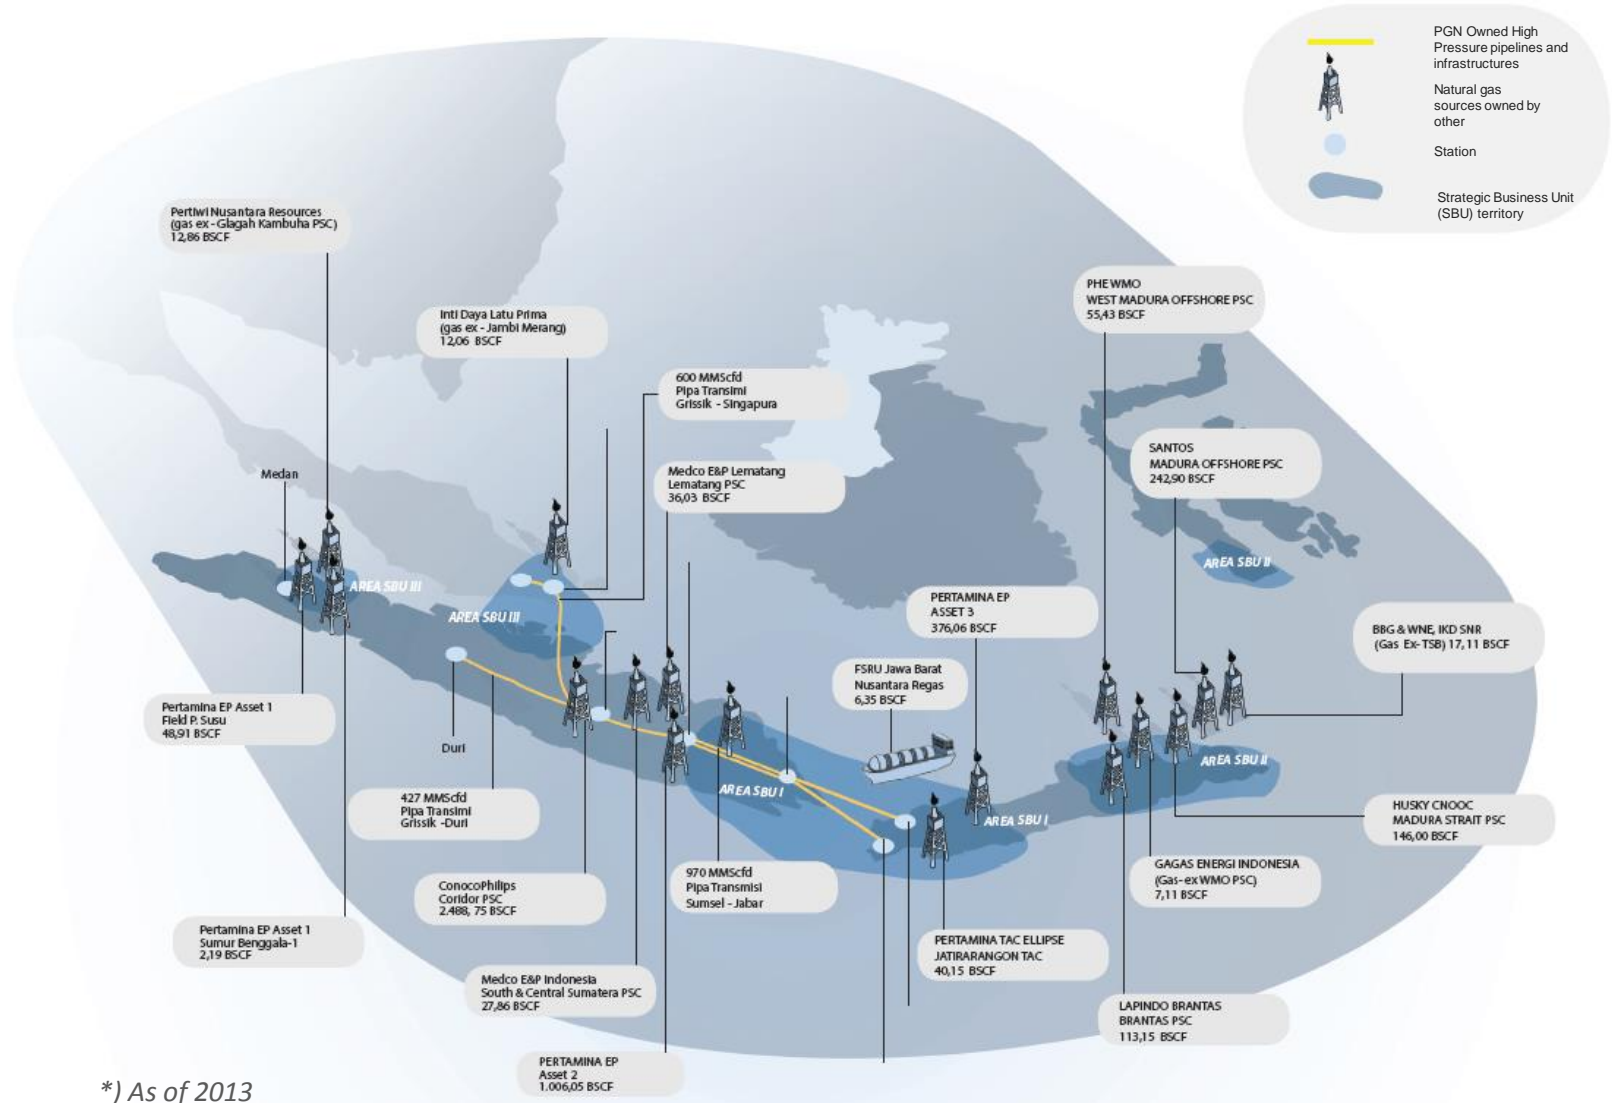 PGN Owned High
Pressure pipelines and
infrastructures
Natural gas
sources owned by
other
Station
Strategic Business Unit
(SBU) territory
Pertiwi Nusantara Resources
(gas ex - Glagah Kambuha PSC)
12,86 BSCF
Inti Daya Latu Prima
(gas ex - Jambi Merang)
12,06 BSCF
600 MMScfd
Pipa Transimi
Grissik - Singapura
Medco E&P Lematang
Lematang PSC
36,03 BSCF
PHE WMO
WEST MADURA OFFSHORE PSC
55,43 BSCF
SANTOS
MADURA OFFSHORE PSC
242,90 BSCF
Medan
AREA SBU III
AREA SBU III
AREA SBU II
PERTAMINA EP
ASSET 3
376,06 BSCF
BBG & WNE, IKD SNR
(Gas Ex- TSB) 17, 11 BSCF
FSRU Jawa Barat
Nusantara Regas
6,35 BSCF
Pertamina EP Asset 1
Field P. Susu
48,91 BSCF
Duri
AREA SBU I
AREA SBU I
AREA SBU II
427 MMScfd
Pipa Transimi
Grissik -Duri
HUSKY CNOOC
MADURA STRAIT PSC
146,00 BSCF
ConocoPhilips
Coridor PSC
2.488, 75 BSCF
970 MMScfd
Pipa Transmisi
Sumsel - Jabar
GAGAS ENERGI INDONESIA
(Gas- ex WMO PSC)
7,11 BSCF
Pertamina EP Asset 1
Sumur Benggala-1
2,19 BSCF
PERTAMINA TAC ELLIPSE
JATIRARANGON TAC
40,15 BSCF
Medco E&P Indonesia
South & Central Sumatera PSC
27,86 BSCF
LAPINDO BRANTAS
BRANTAS PSC
113,15 BSCF
PERTAMINA EP
Asset 2
1.006,05 BSCF
*) As of 2013